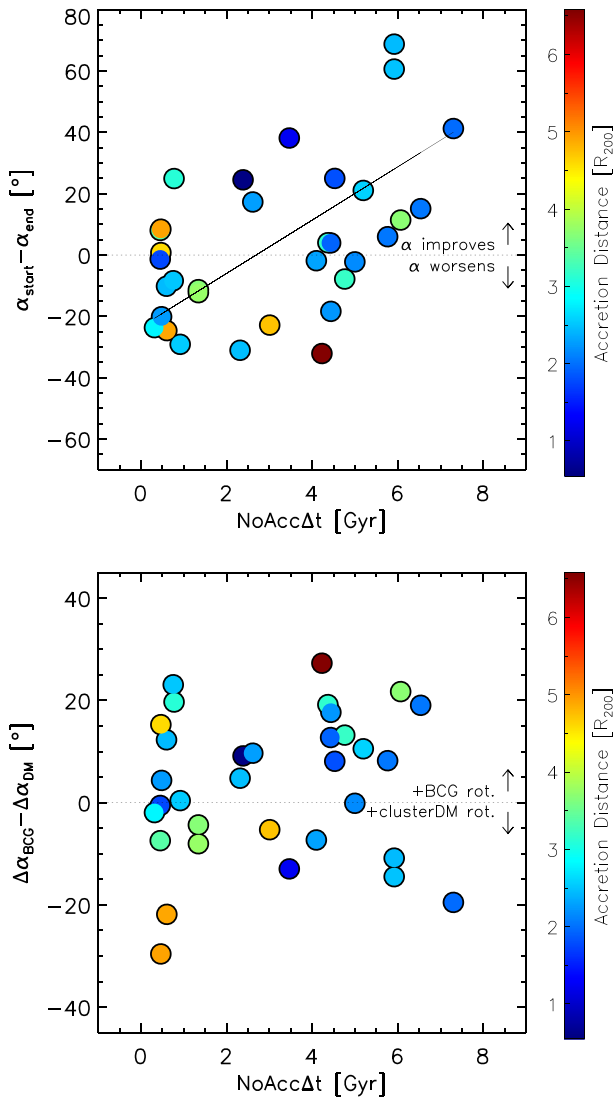 80
60
40
20
0
−20
−40
−60
α_start−α_end [°]
α improves
α worsens
0 2 4 6 8
NoAccΔt [Gyr]
6
5
4
3
2
1
Accretion Distance [R_200]
40
20
0
−20
−40
Δα_BCG−Δα_DM [°]
+BCG rot.
+clusterDM rot.
0 2 4 6 8
NoAccΔt [Gyr]
6
5
4
3
2
1
Accretion Distance [R_200]